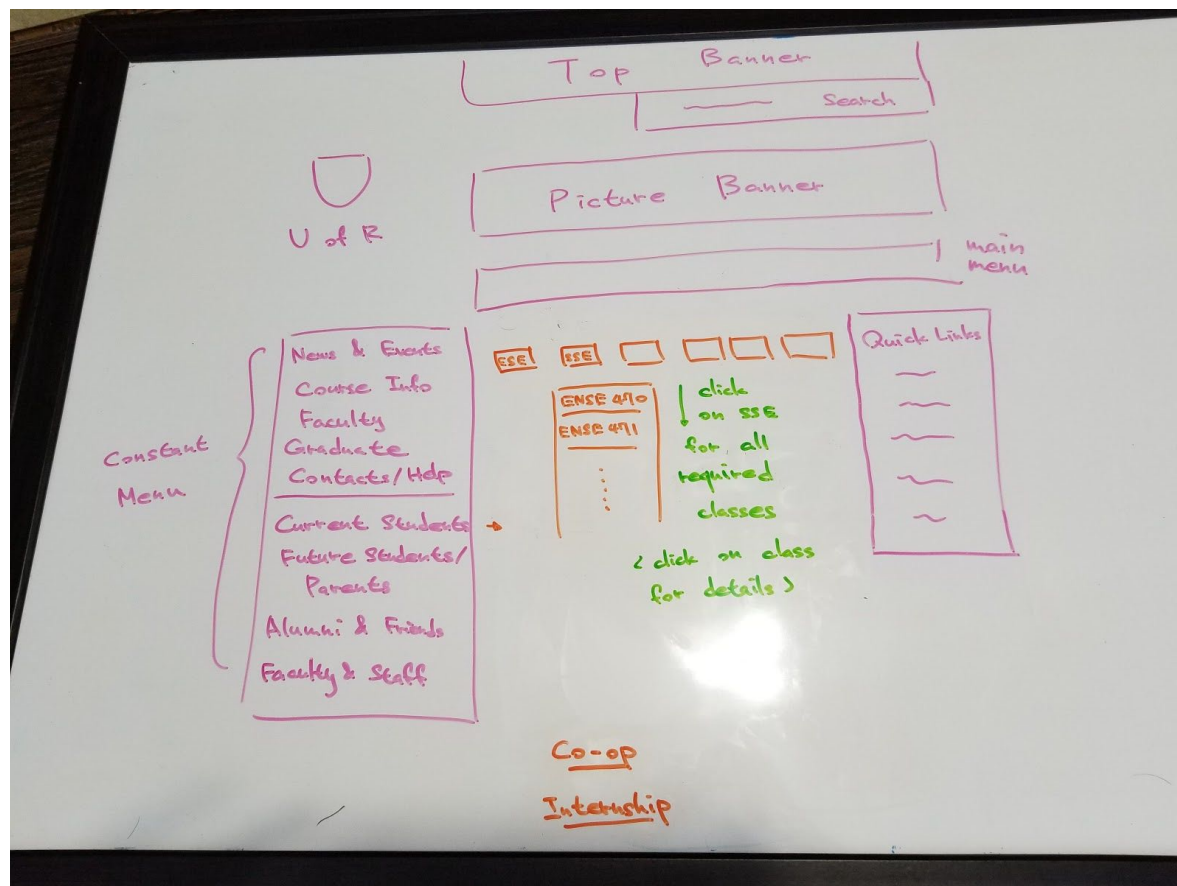 Top Banner
Search
Picture Banner
U of R
main
menu
Constant
Menu
News & Events
Course Info
Faculty
Graduate
Contacts/Help
Current Students
Future Students/
Parents
Alumni & Friends
Faculty & Staff
ESE
SSE
ENSE 470
ENSE 471
click
on SSE
for all
required
classes
< click on class
for details >
Quick Links
Co-op
Internship